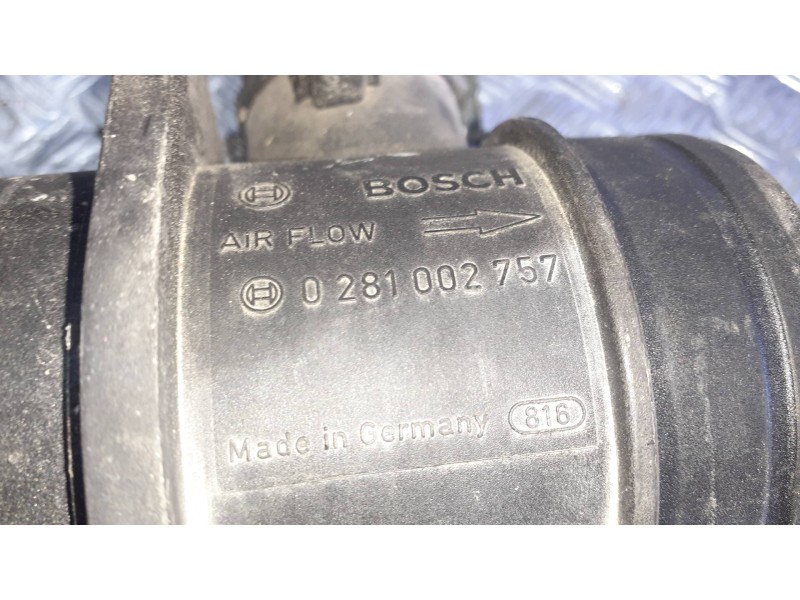 BOSCH
AIR FLOW
0 281 002 757
Made in Germany 816